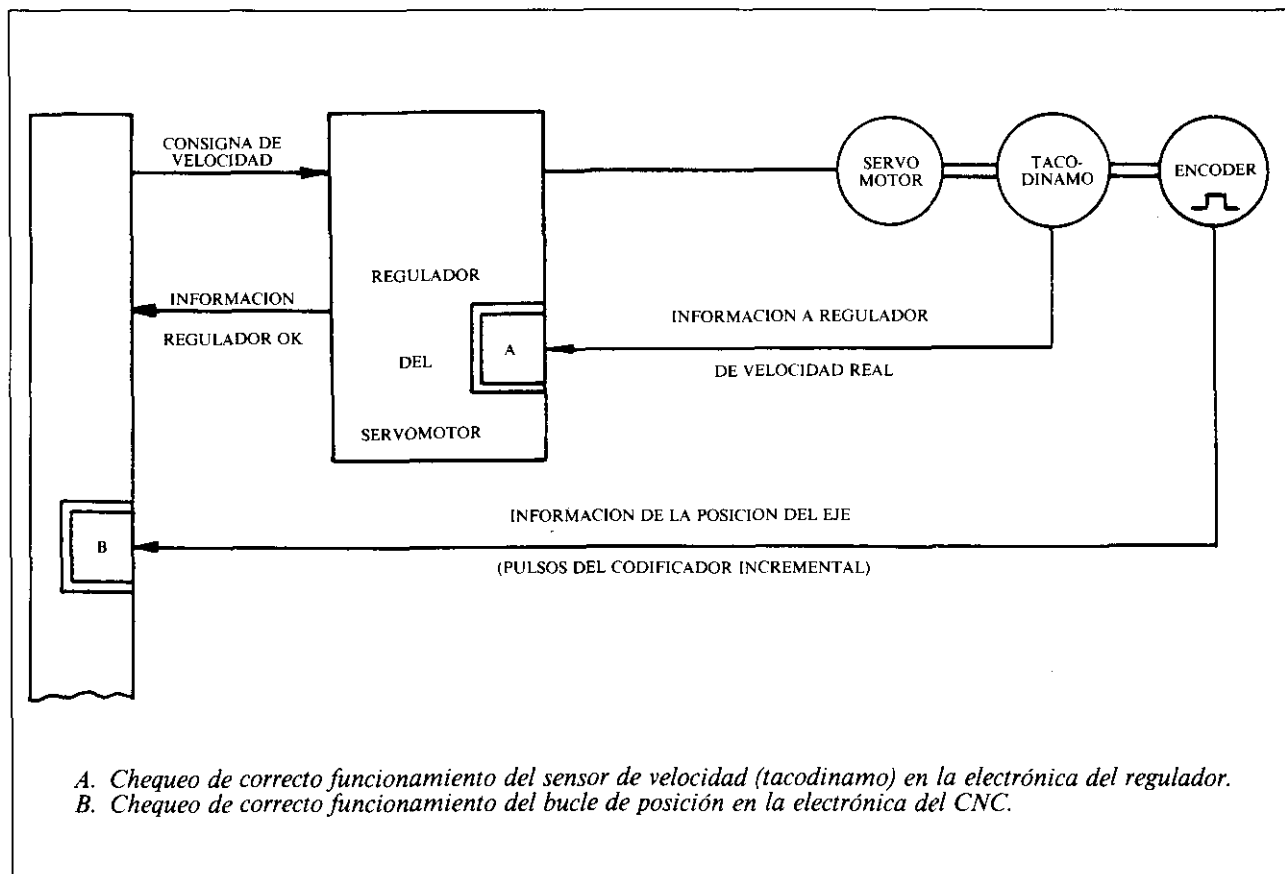 CONSIGNA DE
VELOCIDAD
SERVO
MOTOR
TACO-
DINAMO
ENCODER
REGULADOR
INFORMACION
REGULADOR OK
INFORMACION A REGULADOR
A
DEL
DE VELOCIDAD REAL
SERVOMOTOR
INFORMACION DE LA POSICION DEL EJE
B
(PULSOS DEL CODIFICADOR INCREMENTAL)
A. Chequeo de correcto funcionamiento del sensor de velocidad (tacodinamo) en la electrónica del regulador.
B. Chequeo de correcto funcionamiento del bucle de posición en la electrónica del CNC.